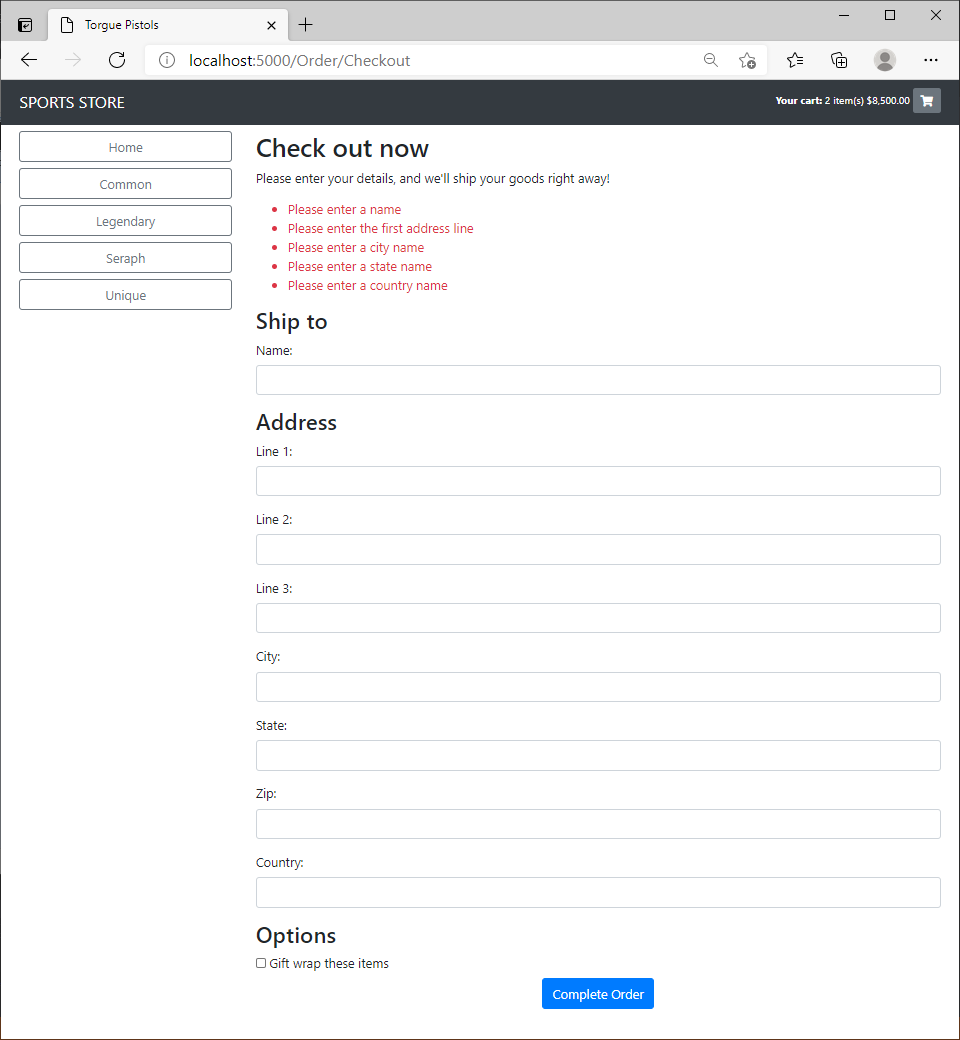 Torgue Pistols
localhost:5000/Order/Checkout
SPORTS STORE
Your cart: 2 item(s) $8,500.00
Home
Common
Legendary
Seraph
Unique
Check out now
Please enter your details, and we'll ship your goods right away!
Please enter a name
Please enter the first address line
Please enter a city name
Please enter a state name
Please enter a country name
Ship to
Name:
Address
Line 1:
Line 2:
Line 3:
City:
State:
Zip:
Country:
Options
Gift wrap these items
Complete Order